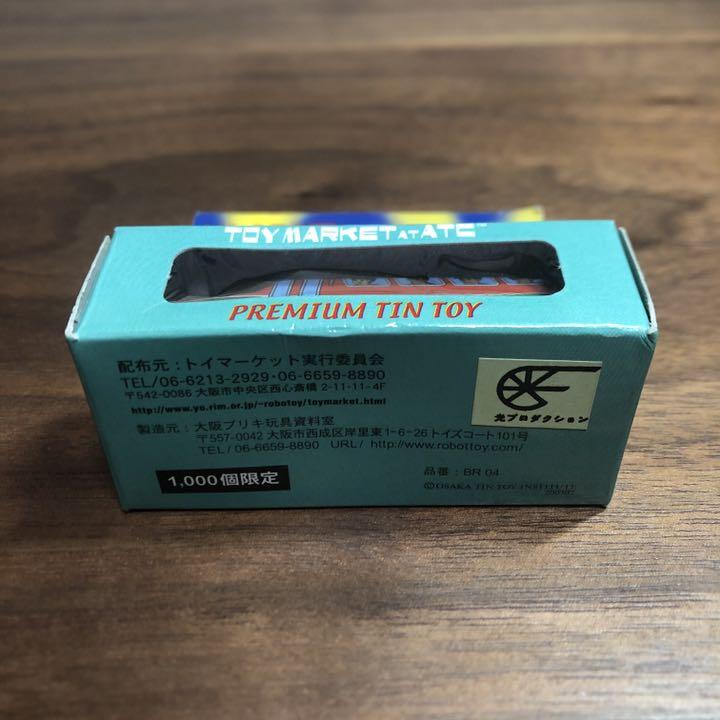 TOY MARKET AT ATC™
PREMIUM TIN TOY
配布元：トイマーケット実行委員会
TEL/06-6213-2929・06-6659-8890
〒542-0086 大阪市中央区西心斎橋 2-11-11-4F
http://www.yo.rim.or.jp/~robotoy/toymarket.html
製造元：大阪ブリキ玩具資料室
〒557-0042 大阪市西成区岸里東1-6-26トイズコート101号
TEL/ 06-6659-8890 URL/ http://www.robottoy.com/
1,000個限定
光プロダクション
品番：BR 04
©OSAKA TIN TOY INSTITUTE